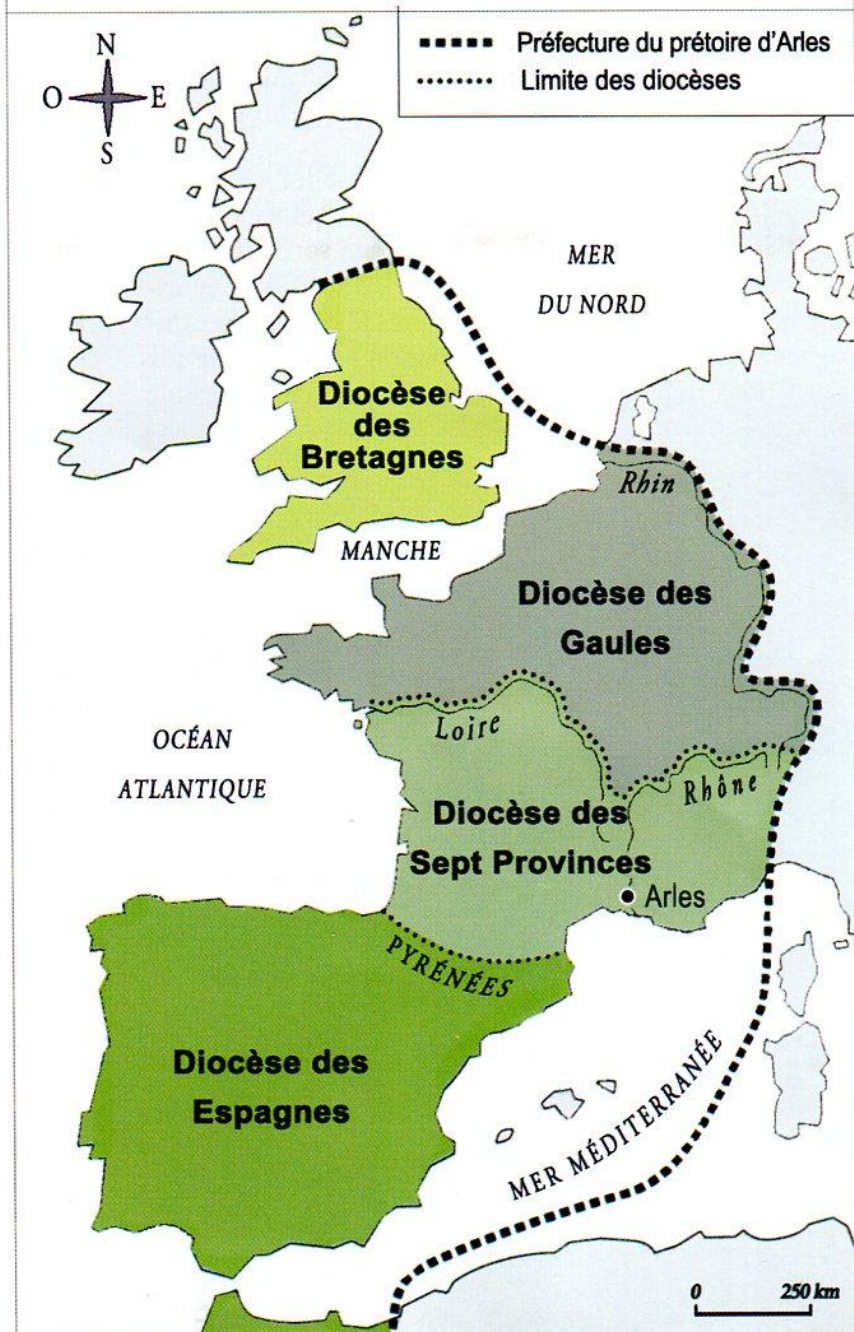 Préfecture du prétoire d'Arles
Limite des diocèses
N
O
E
S
MER
DU NORD
Diocèse
des
Bretagnes
Rhin
MANCHE
Diocèse des
Gaules
Loire
OCÉAN
ATLANTIQUE
Rhône
Diocèse des
Sept Provinces
Arles
PYRÉNÉES
Diocèse des
Espagnes
MER MÉDITERRANÉE
0 250 km